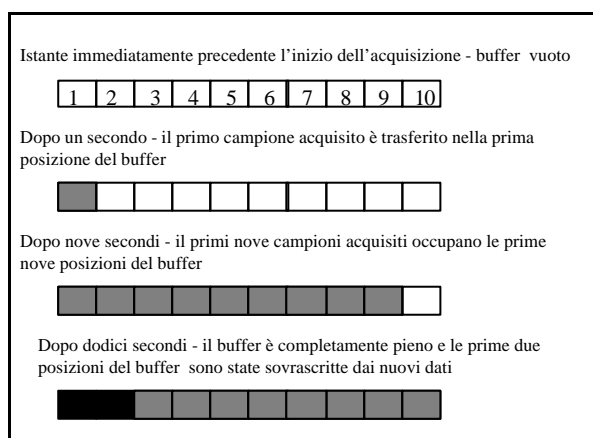 Istante immediatamente precedente l'inizio dell'acquisizione - buffer vuoto
1 2 3 4 5 6 7 8 9 10
Dopo un secondo - il primo campione acquisito è trasferito nella prima
posizione del buffer
Dopo nove secondi - il primi nove campioni acquisiti occupano le prime
nove posizioni del buffer
Dopo dodici secondi - il buffer è completamente pieno e le prime due
posizioni del buffer sono state sovrascritte dai nuovi dati